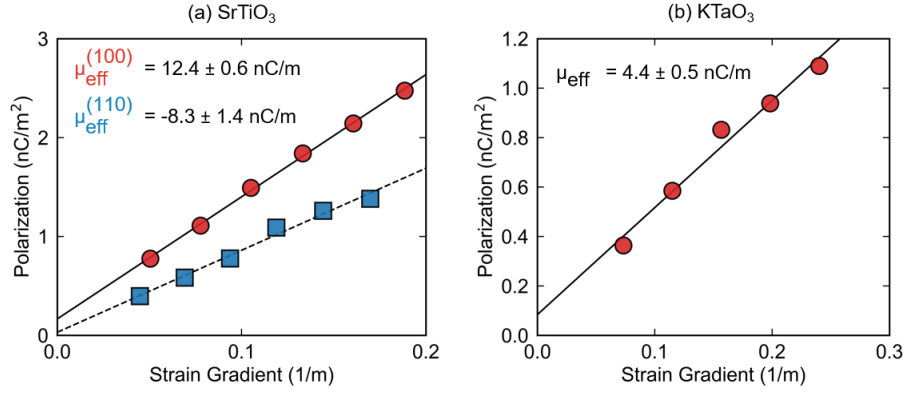 (a) SrTiO₃
Polarization (nC/m²)
3
2
1
0
μeff^(100) = 12.4 ± 0.6 nC/m
μeff^(110) = -8.3 ± 1.4 nC/m
0.0 0.1 0.2
Strain Gradient (1/m)
(b) KTaO₃
Polarization (nC/m²)
1.2
1.0
0.8
0.6
0.4
0.2
0.0
μeff = 4.4 ± 0.5 nC/m
0.0 0.1 0.2 0.3
Strain Gradient (1/m)